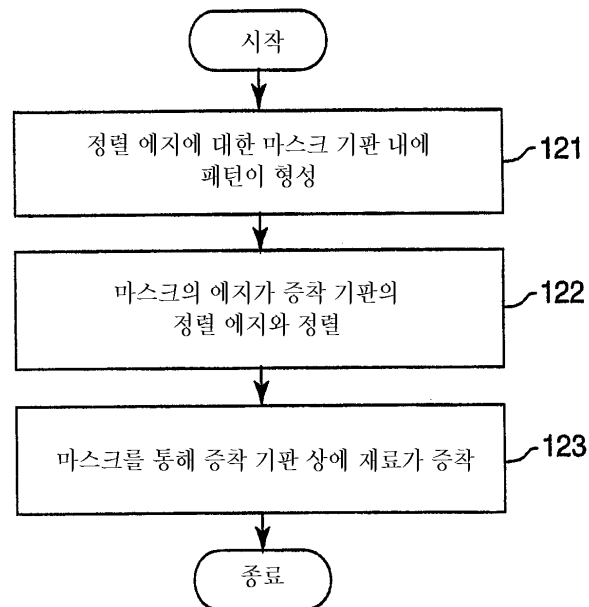 시작
정렬 에지에 대한 마스크 기판 내에
패턴이 형성
121
마스크의 에지가 증착 기판의
정렬 에지와 정렬
122
마스크를 통해 증착 기판 상에 재료가 증착
123
종료